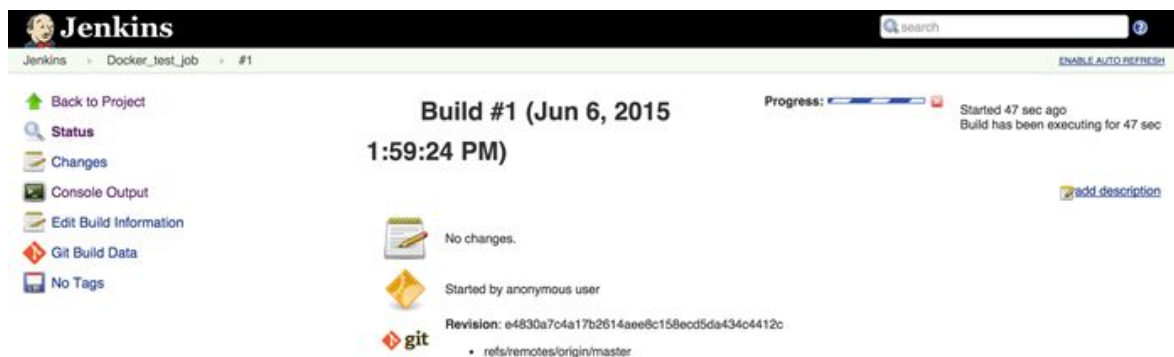 Jenkins
search
Jenkins Docker_test_job #1
ENABLE AUTO REFRESH
Back to Project
Status
Changes
Console Output
Edit Build Information
Git Build Data
No Tags
Build #1 (Jun 6, 2015
1:59:24 PM)
Progress:
Started 47 sec ago
Build has been executing for 47 sec
add description
No changes.
Started by anonymous user
Revision: e4830a7c4a17b2614aee8c158ecd5da434c4412c
git
• refs/remotes/origin/master